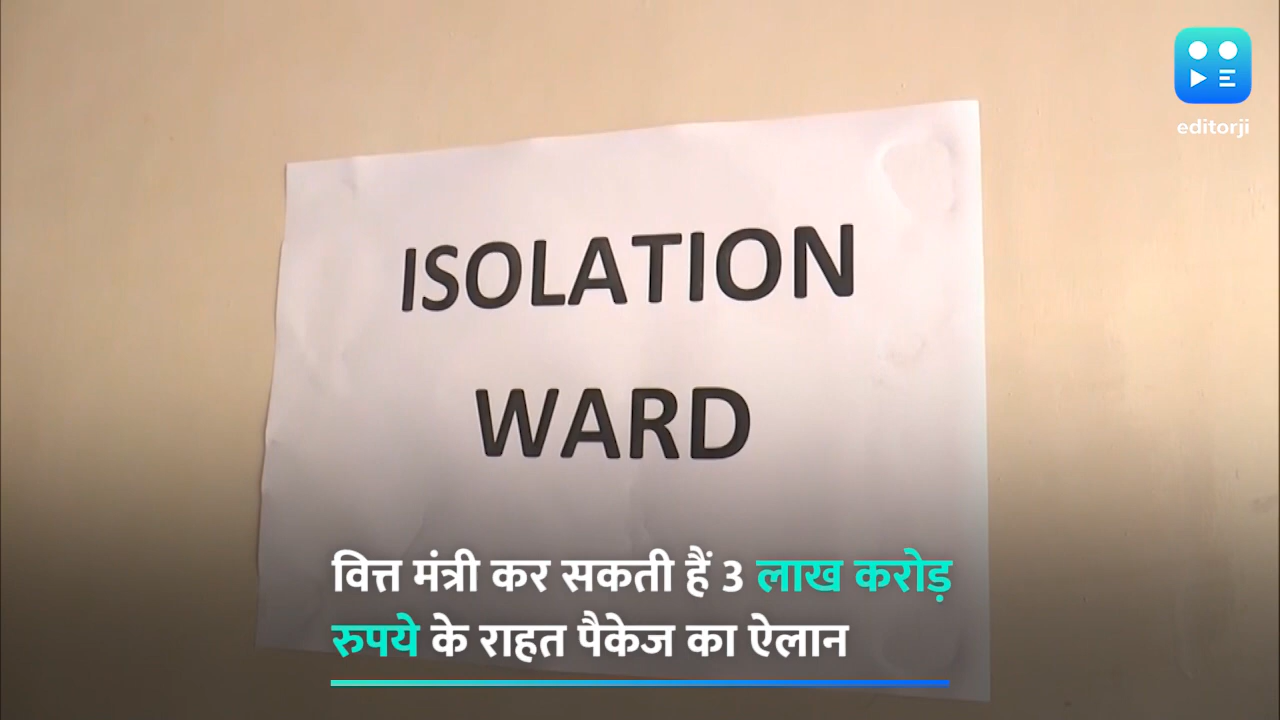 editorji
ISOLATION
WARD
वित्त मंत्री कर सकती हैं 3 लाख करोड़
रुपये के राहत पैकेज का ऐलान